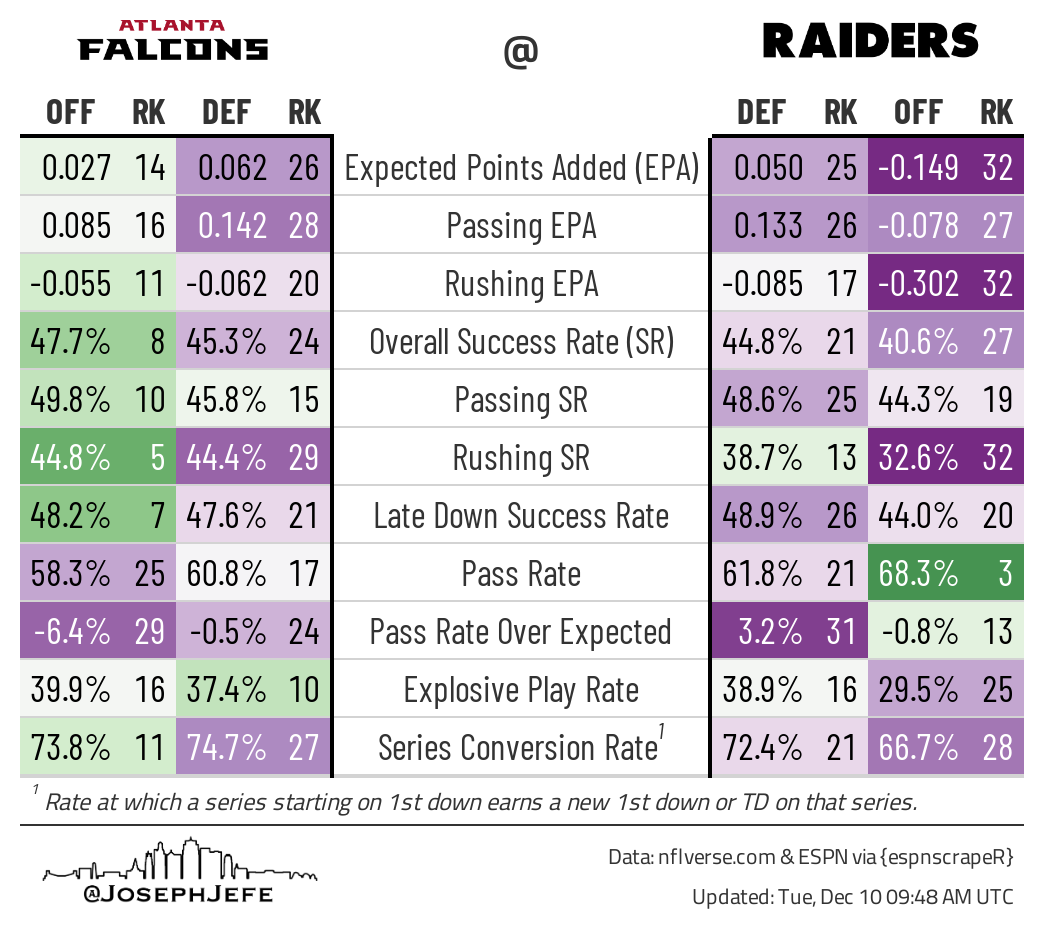 ATLANTA
FALCONS @ RAIDERS
OFF RK DEF RK DEF RK OFF RK
0.027 14 0.062 26 Expected Points Added (EPA) 0.050 25 -0.149 32
0.085 16 0.142 28 Passing EPA 0.133 26 -0.078 27
-0.055 11 -0.062 20 Rushing EPA -0.085 17 -0.302 32
47.7% 8 45.3% 24 Overall Success Rate (SR) 44.8% 21 40.6% 27
49.8% 10 45.8% 15 Passing SR 48.6% 25 44.3% 19
44.8% 5 44.4% 29 Rushing SR 38.7% 13 32.6% 32
48.2% 7 47.6% 21 Late Down Success Rate 48.9% 26 44.0% 20
58.3% 25 60.8% 17 Pass Rate 61.8% 21 68.3% 3
-6.4% 29 -0.5% 24 Pass Rate Over Expected 3.2% 31 -0.8% 13
39.9% 16 37.4% 10 Explosive Play Rate 38.9% 16 29.5% 25
73.8% 11 74.7% 27 Series Conversion Rate1 72.4% 21 66.7% 28
1 Rate at which a series starting on 1st down earns a new 1st down or TD on that series.
Data: nflverse.com & ESPN via {espnscrapeR}
@JOSEPHJEFE
Updated: Tue, Dec 10 09:48 AM UTC